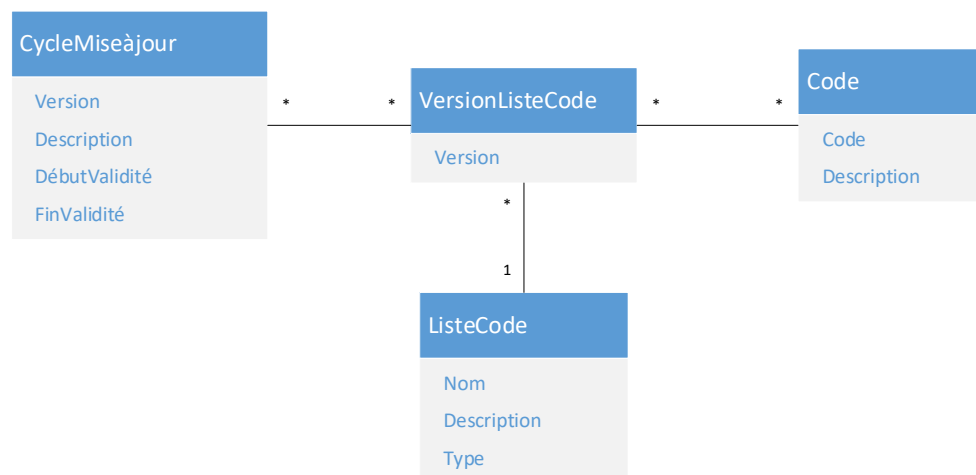 CycleMiseàjour
Version
Description
DébutValidité
FinValidité
*
*
VersionListeCode
Version
*
*
Code
Code
Description
*
1
ListeCode
Nom
Description
Type